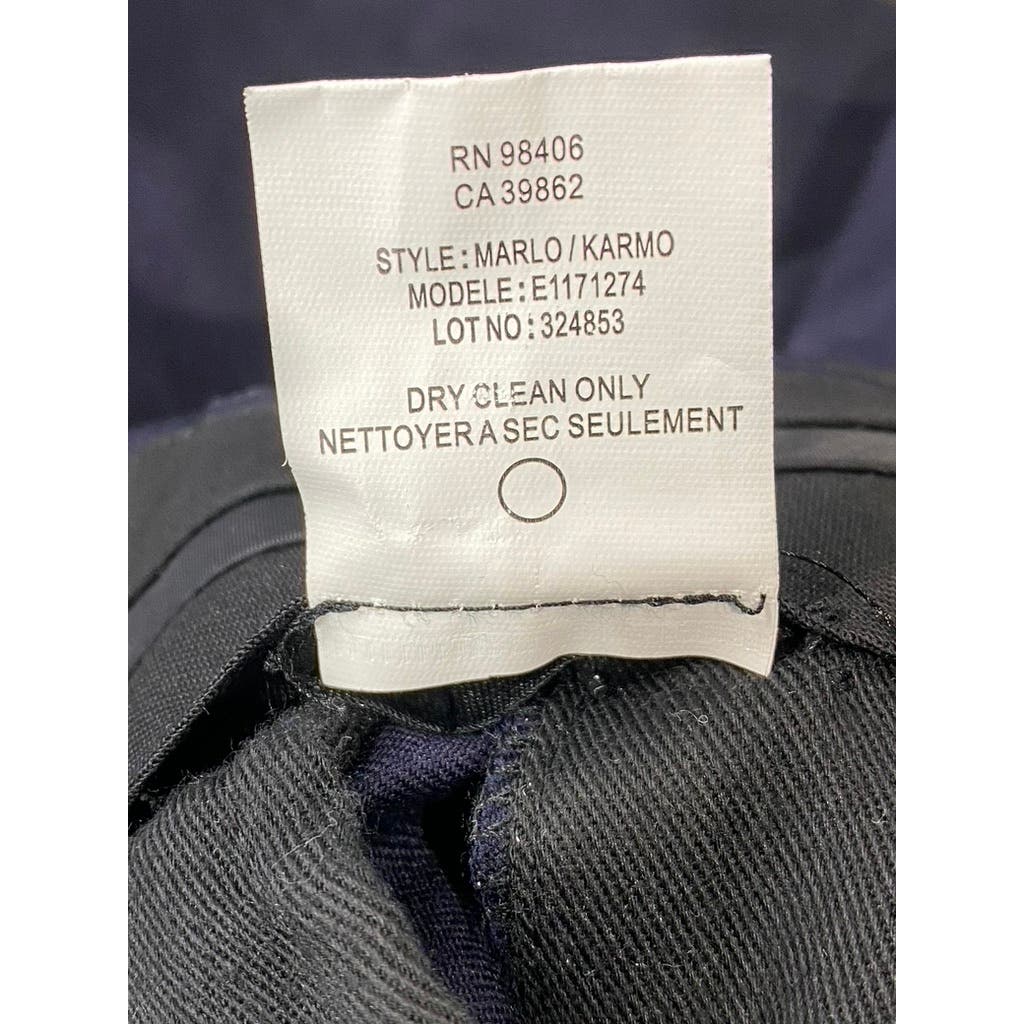 RN 98406
CA 39862
STYLE : MARLO / KARMO
MODELE : E1171274
LOT NO : 324853
DRY CLEAN ONLY
NETTOYER A SEC SEULEMENT